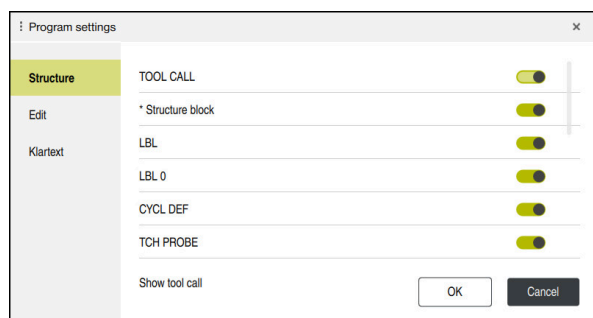 Program settings
Structure
Edit
Klartext
TOOL CALL
* Structure block
LBL
LBL 0
CYCL DEF
TCH PROBE
Show tool call
OK
Cancel